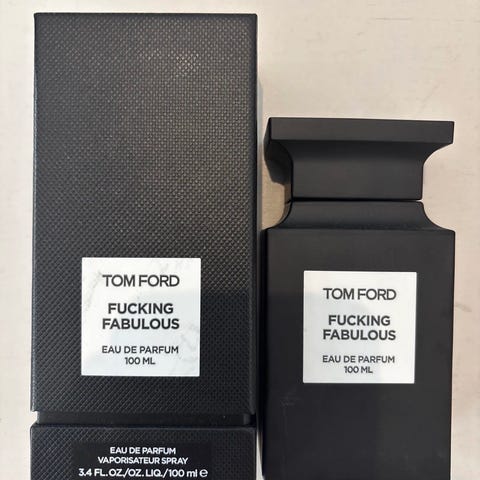 TOM FORD
FUCKING
FABULOUS
EAU DE PARFUM
100 ML
EAU DE PARFUM
VAPORISATEUR SPRAY
3.4 FL.OZ./OZ. LIQ./100 ml ℮
TOM FORD
FUCKING
FABULOUS
EAU DE PARFUM
100 ML